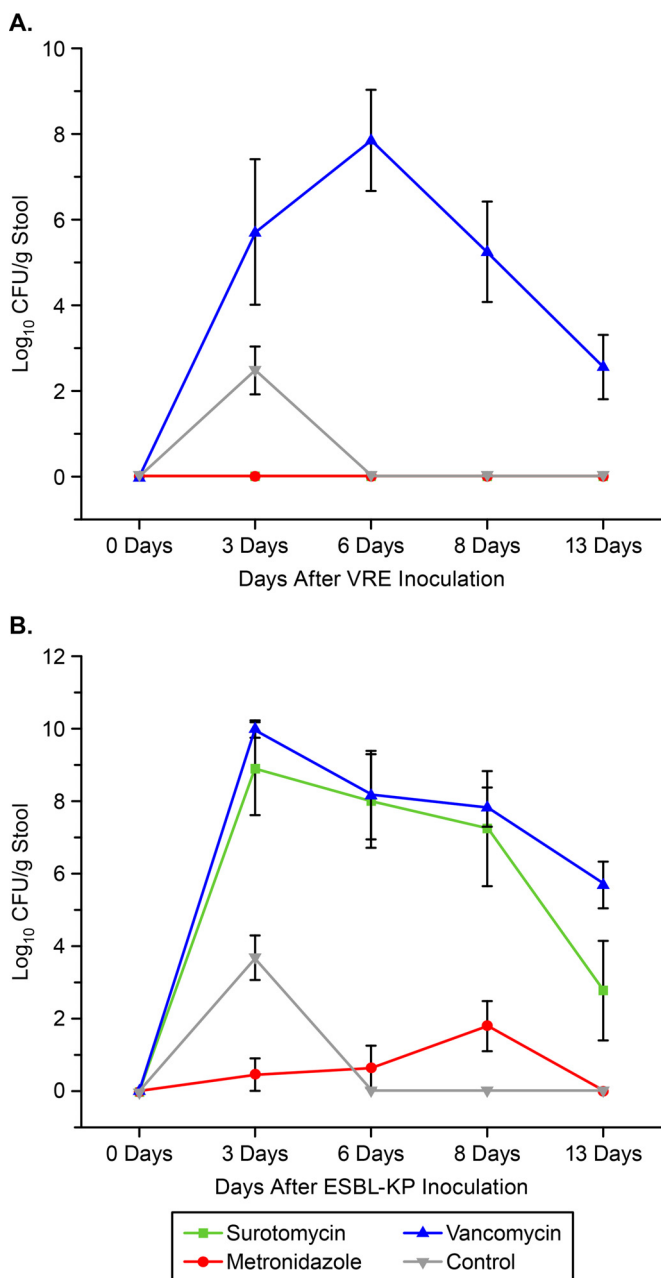 A.
10
8
6
4
2
0
Log₁₀ CFU/g Stool
0 Days 3 Days 6 Days 8 Days 13 Days
Days After VRE Inoculation
B.
12
10
8
6
4
2
0
Log₁₀ CFU/g Stool
0 Days 3 Days 6 Days 8 Days 13 Days
Days After ESBL-KP Inoculation
Surotomycin Vancomycin
Metronidazole Control